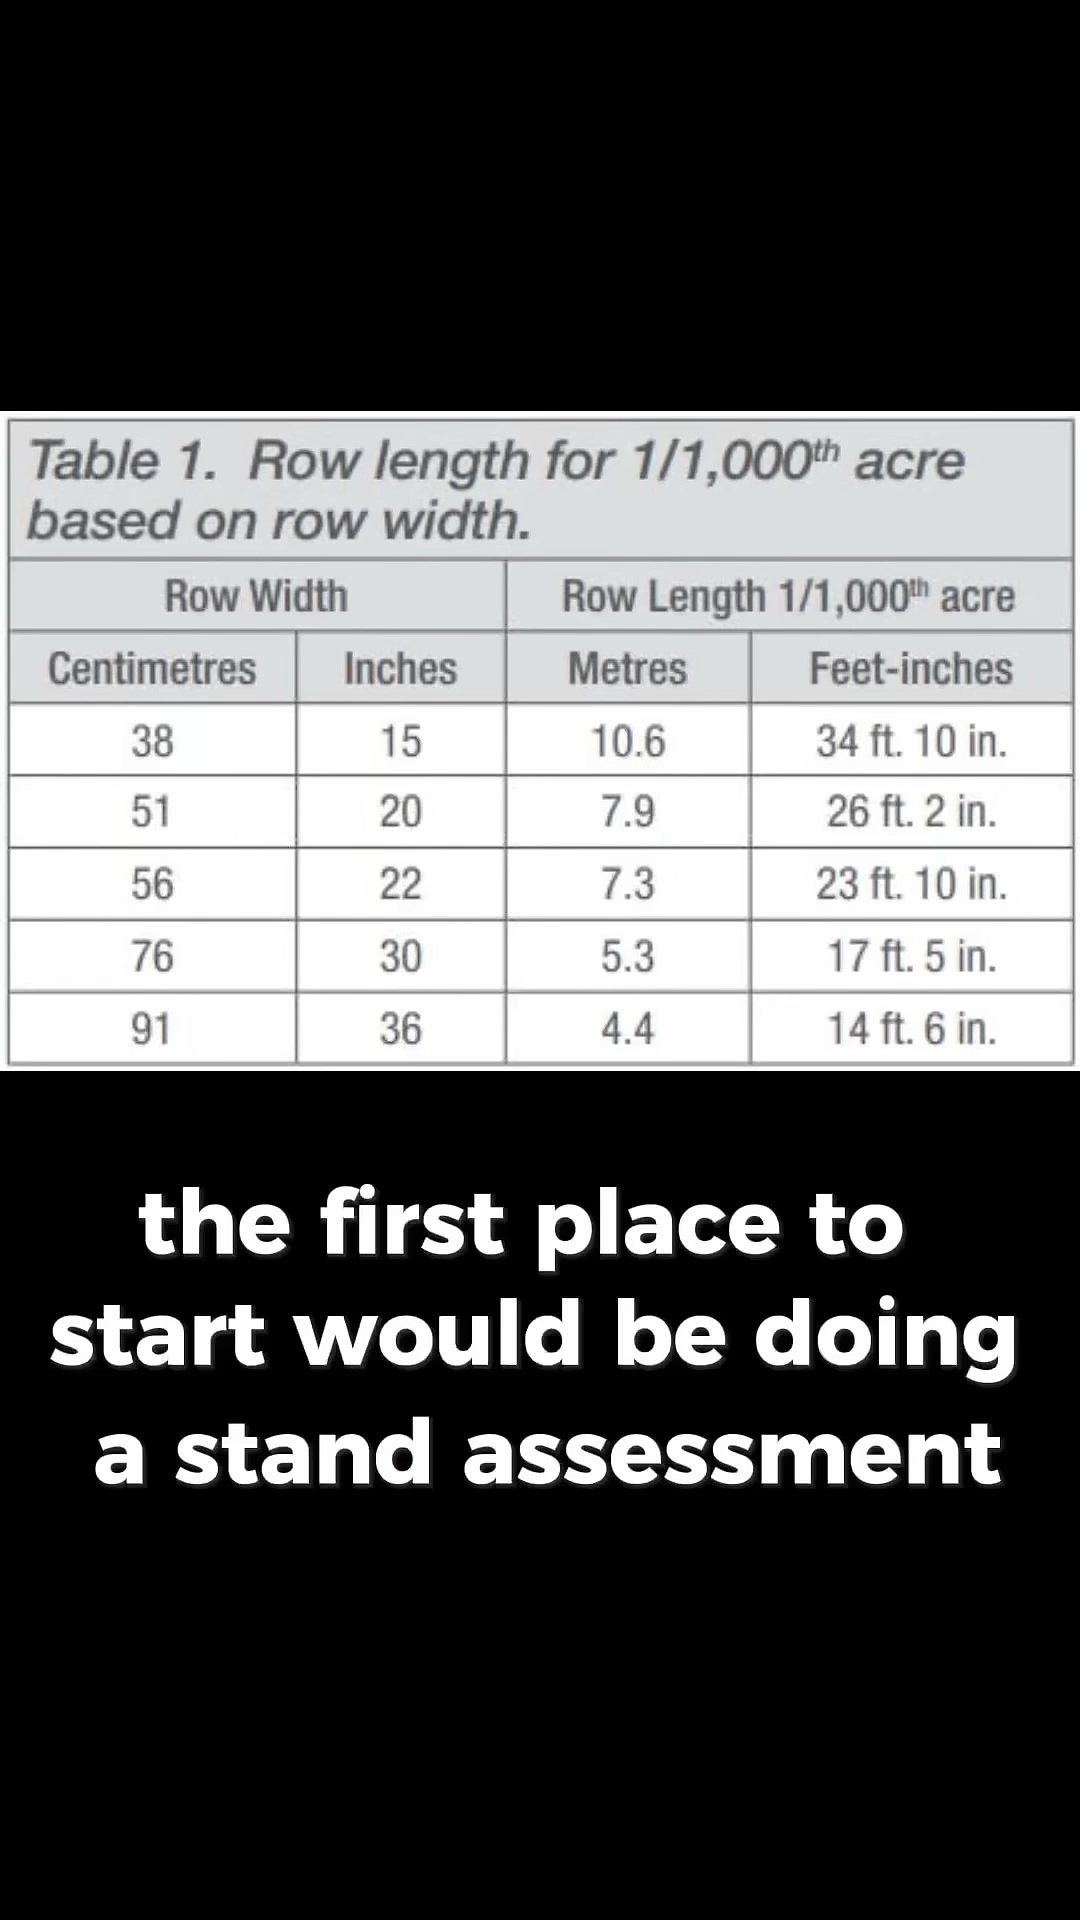 Table 1. Row length for 1/1,000th acre
based on row width.
Row Width Row Length 1/1,000th acre
Centimetres Inches Metres Feet-inches
38 15 10.6 34 ft. 10 in.
51 20 7.9 26 ft. 2 in.
56 22 7.3 23 ft. 10 in.
76 30 5.3 17 ft. 5 in.
91 36 4.4 14 ft. 6 in.
the first place to
start would be doing
a stand assessment